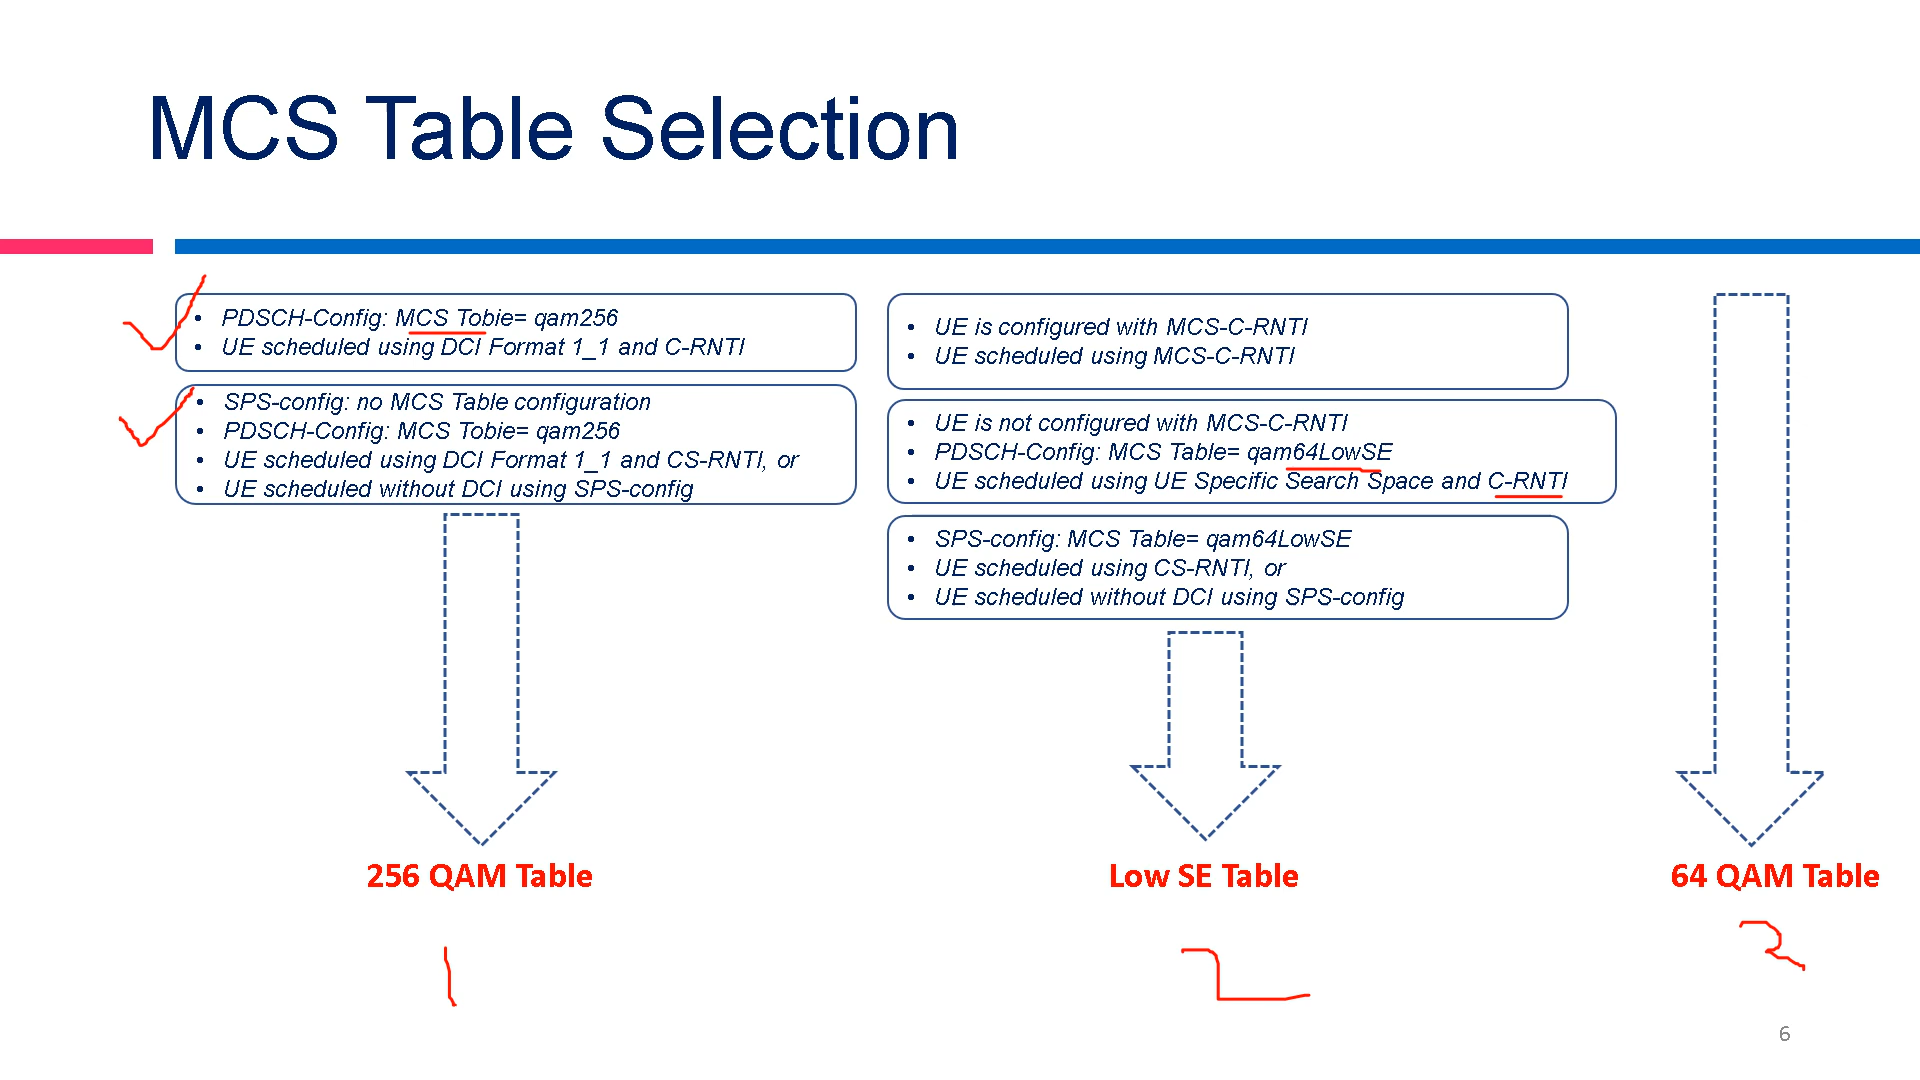 MCS Table Selection
• PDSCH-Config: MCS Tobie= qam256
• UE scheduled using DCI Format 1_1 and C-RNTI
• SPS-config: no MCS Table configuration
• PDSCH-Config: MCS Tobie= qam256
• UE scheduled using DCI Format 1_1 and CS-RNTI, or
• UE scheduled without DCI using SPS-config
• UE is configured with MCS-C-RNTI
• UE scheduled using MCS-C-RNTI
• UE is not configured with MCS-C-RNTI
• PDSCH-Config: MCS Table= qam64LowSE
• UE scheduled using UE Specific Search Space and C-RNTI
• SPS-config: MCS Table= qam64LowSE
• UE scheduled using CS-RNTI, or
• UE scheduled without DCI using SPS-config
256 QAM Table
Low SE Table
64 QAM Table
1
2
3
6